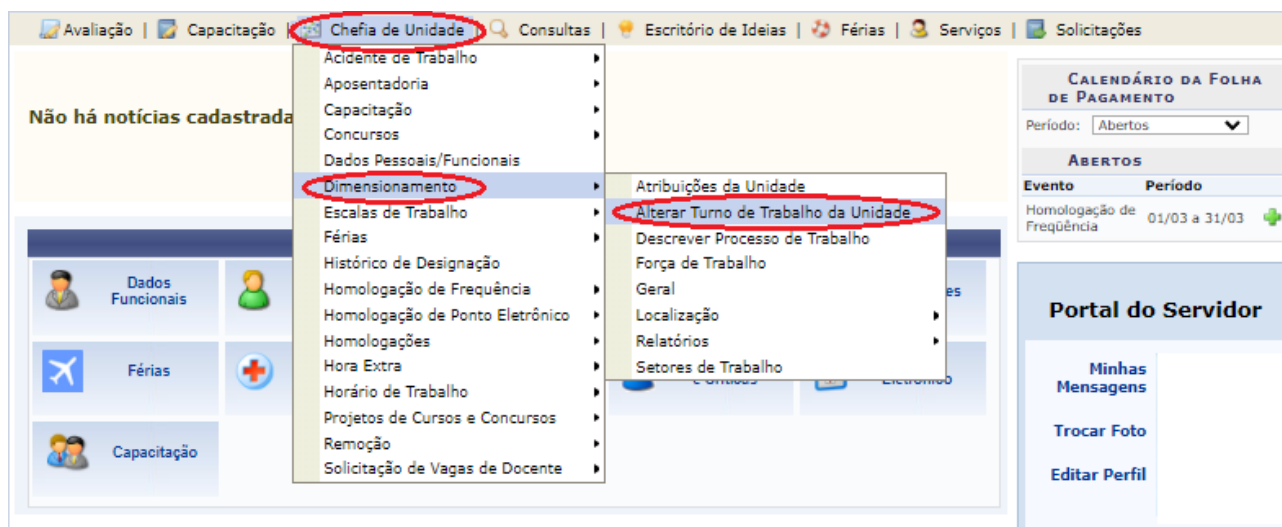 Avaliação | Capacitação | Chefia de Unidade | Consultas | Escritório de Ideias | Férias | Serviços | Solicitações
Não há notícias cadastrada
Acidente de Trabalho
Aposentadoria
Capacitação
Concursos
Dados Pessoais/Funcionais
Dimensionamento
Escalas de Trabalho
Férias
Histórico de Designação
Homologação de Frequência
Homologação de Ponto Eletrônico
Homologações
Hora Extra
Horário de Trabalho
Projetos de Cursos e Concursos
Remoção
Solicitação de Vagas de Docente
Atribuições da Unidade
Alterar Turno de Trabalho da Unidade
Descrever Processo de Trabalho
Força de Trabalho
Geral
Localização
Relatórios
Setores de Trabalho
Dados
Funcionais
es
Férias
Capacitação
Calendário da Folha
de Pagamento
Período: Abertos
Abertos
Evento Período
Homologação de
Freqüência
01/03 a 31/03
Portal do Servidor
Minhas
Mensagens
Trocar Foto
Editar Perfil